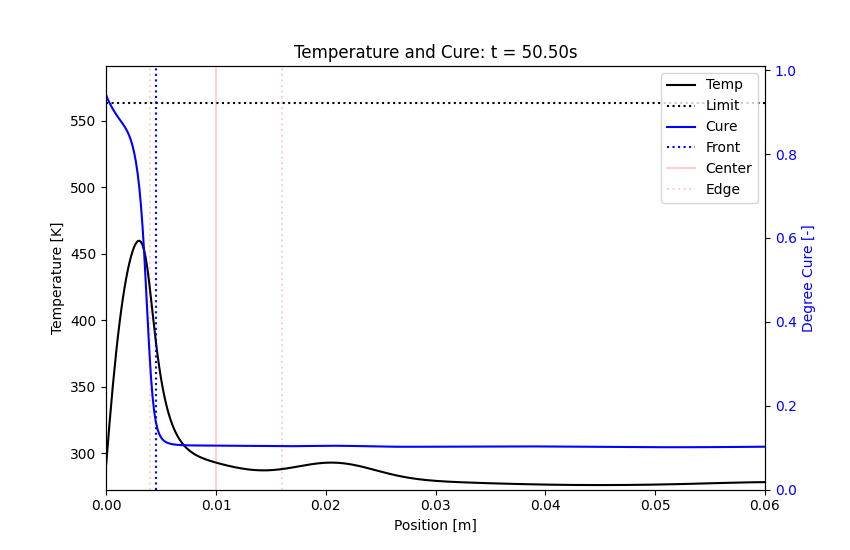 Temperature and Cure: t = 50.50s
Temperature [K]
550
500
450
400
350
300
Temp
Limit
Cure
Front
Center
Edge
1.0
0.8
0.6
0.4
0.2
0.0
Degree Cure [-]
0.00
0.01
0.02
0.03
0.04
0.05
0.06
Position [m]